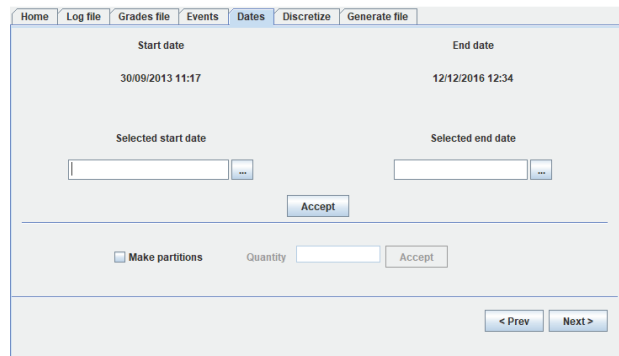 Home Log file Grades file Events Dates Discretize Generate file
Start date End date
30/09/2013 11:17 12/12/2016 12:34
Selected start date Selected end date
... ...
Accept
Make partitions Quantity Accept
< Prev Next >